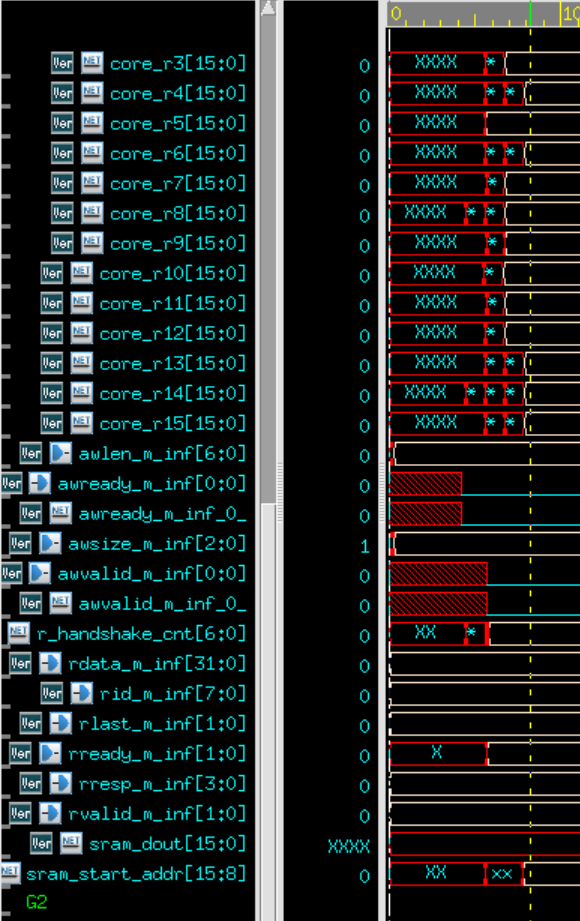 0 10
Ver NET core_r3[15:0] 0 XXXX *
Ver NET core_r4[15:0] 0 XXXX * *
Ver NET core_r5[15:0] 0 XXXX
Ver NET core_r6[15:0] 0 XXXX * *
Ver NET core_r7[15:0] 0 XXXX *
Ver NET core_r8[15:0] 0 XXXX * *
Ver NET core_r9[15:0] 0 XXXX *
Ver NET core_r10[15:0] 0 XXXX *
Ver NET core_r11[15:0] 0 XXXX *
Ver NET core_r12[15:0] 0 XXXX *
Ver NET core_r13[15:0] 0 XXXX * *
Ver NET core_r14[15:0] 0 XXXX * * *
Ver NET core_r15[15:0] 0 XXXX * *
Ver awlen_m_inf[6:0] 0
Ver awready_m_inf[0:0] 0
Ver NET awready_m_inf_0_ 0
Ver awsize_m_inf[2:0] 1
Ver awvalid_m_inf[0:0] 0
Ver NET awvalid_m_inf_0_ 0
NET r_handshake_cnt[6:0] 0 XX *
Ver rdata_m_inf[31:0] 0
Ver rid_m_inf[7:0] 0
Ver rlast_m_inf[1:0] 0
Ver rready_m_inf[1:0] 0 X
Ver rresp_m_inf[3:0] 0
Ver rvalid_m_inf[1:0] 0
Ver NET sram_dout[15:0] XXXX
NET sram_start_addr[15:8] 0 XX XX
G2